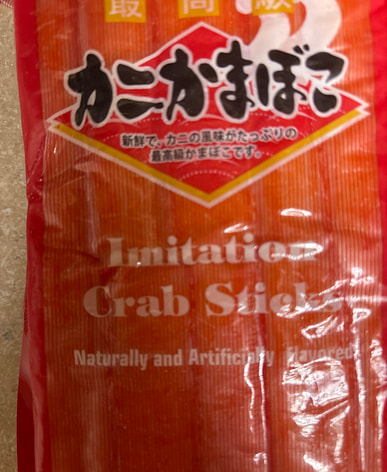 最高級
カニかまぼこ
新鮮で、カニの風味がたっぷりの
最高級かまぼこです。
Imitation
Crab Sticks
Naturally and Artificially Flavored